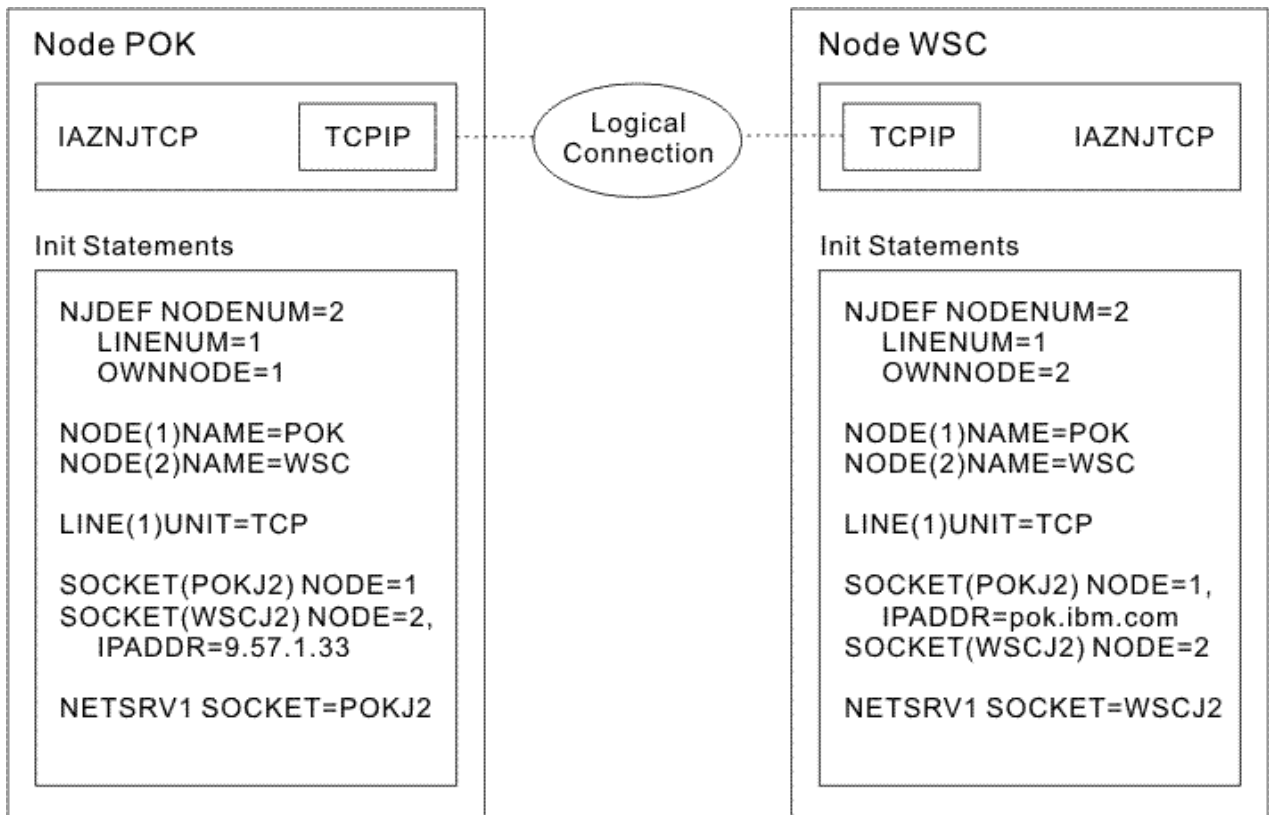 Node POK
IAZNJTCP
TCPIP
Init Statements
NJDEF NODENUM=2
LINENUM=1
OWNNODE=1
NODE(1)NAME=POK
NODE(2)NAME=WSC
LINE(1)UNIT=TCP
SOCKET(POKJ2) NODE=1
SOCKET(WSCJ2) NODE=2,
IPADDR=9.57.1.33
NETSRV1 SOCKET=POKJ2
Logical
Connection
Node WSC
TCPIP
IAZNJTCP
Init Statements
NJDEF NODENUM=2
LINENUM=1
OWNNODE=2
NODE(1)NAME=POK
NODE(2)NAME=WSC
LINE(1)UNIT=TCP
SOCKET(POKJ2) NODE=1,
IPADDR=pok.ibm.com
SOCKET(WSCJ2) NODE=2
NETSRV1 SOCKET=WSCJ2